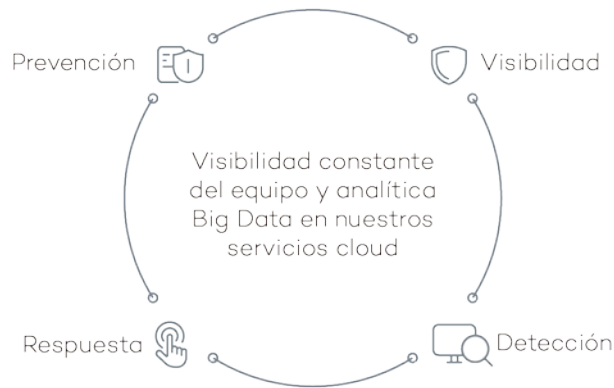 Prevención
Visibilidad
Visibilidad constante
del equipo y analítica
Big Data en nuestros
servicios cloud
Respuesta
Detección